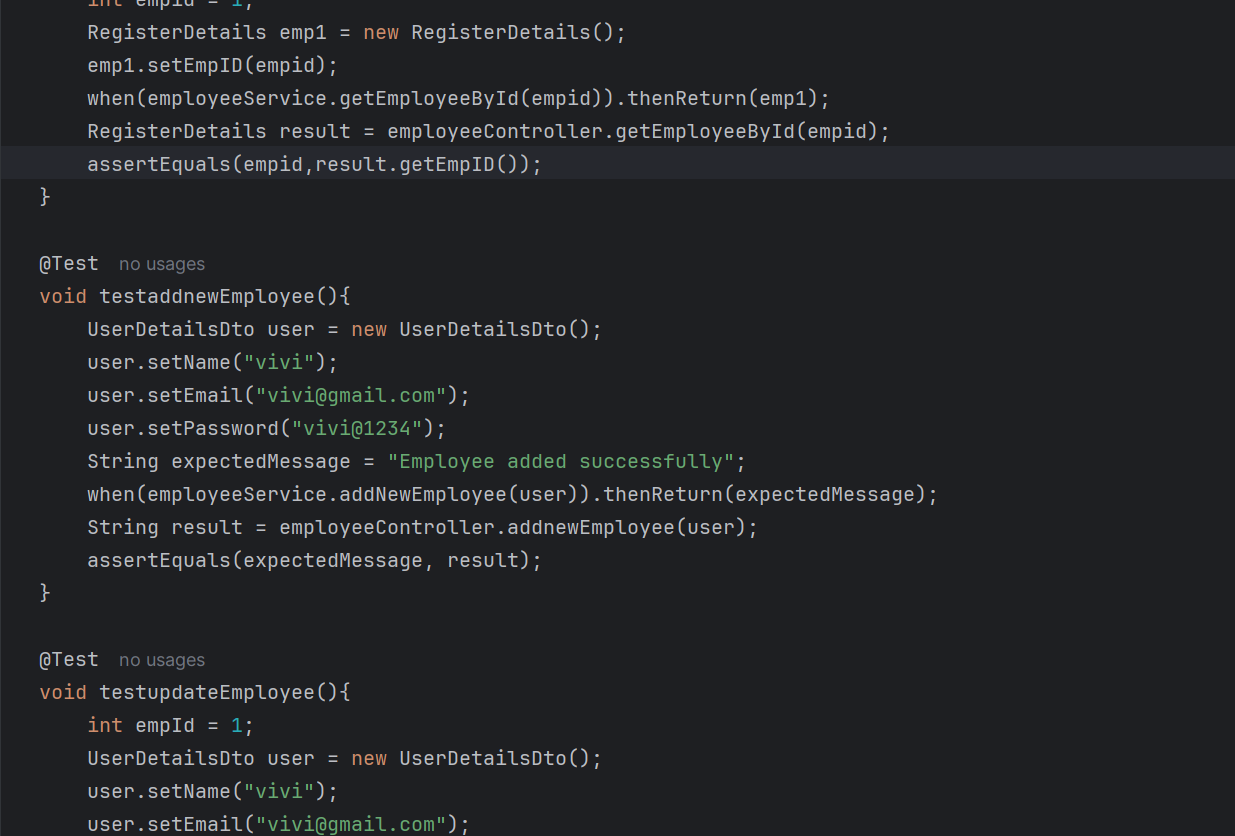 int empid = 1;
RegisterDetails emp1 = new RegisterDetails();
emp1.setEmpID(empid);
when(employeeService.getEmployeeById(empid)).thenReturn(emp1);
RegisterDetails result = employeeController.getEmployeeById(empid);
assertEquals(empid,result.getEmpID());
}
@Test no usages
void testaddnewEmployee(){
UserDetailsDto user = new UserDetailsDto();
user.setName("vivi");
user.setEmail("vivi@gmail.com");
user.setPassword("vivi@1234");
String expectedMessage = "Employee added successfully";
when(employeeService.addNewEmployee(user)).thenReturn(expectedMessage);
String result = employeeController.addnewEmployee(user);
assertEquals(expectedMessage, result);
}
@Test no usages
void testupdateEmployee(){
int empId = 1;
UserDetailsDto user = new UserDetailsDto();
user.setName("vivi");
user.setEmail("vivi@gmail.com");